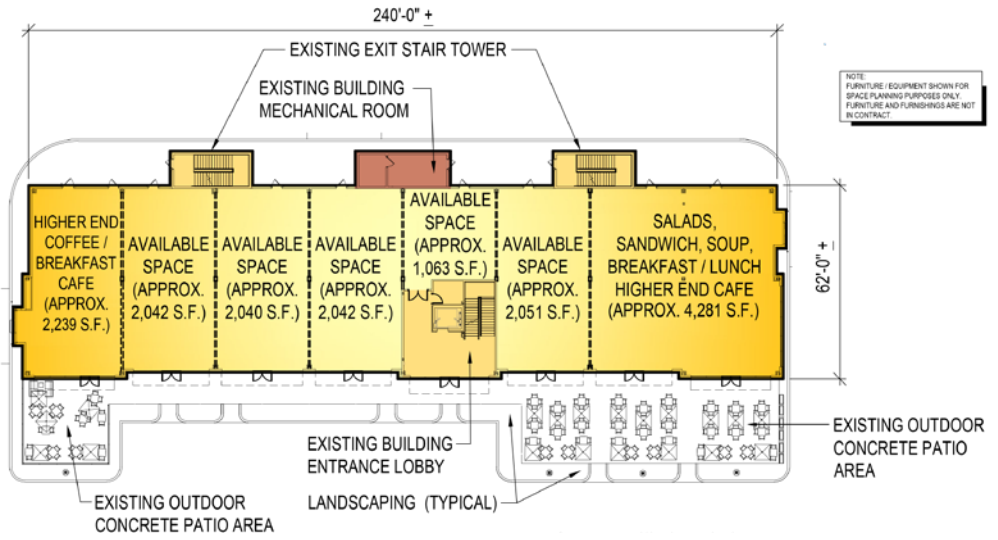 240'-0" ±
EXISTING EXIT STAIR TOWER
EXISTING BUILDING
MECHANICAL ROOM
NOTE:
FURNITURE / EQUIPMENT SHOWN FOR
SPACE PLANNING PURPOSES ONLY.
FURNITURE AND FURNISHINGS ARE NOT
IN CONTRACT.
HIGHER END
COFFEE /
BREAKFAST
CAFE
(APPROX.
2,239 S.F.)
AVAILABLE
SPACE
(APPROX.
2,042 S.F.)
AVAILABLE
SPACE
(APPROX.
2,040 S.F.)
AVAILABLE
SPACE
(APPROX.
2,042 S.F.)
AVAILABLE
SPACE
(APPROX.
1,063 S.F.)
AVAILABLE
SPACE
(APPROX.
2,051 S.F.)
SALADS,
SANDWICH, SOUP,
BREAKFAST / LUNCH
HIGHER END CAFE
(APPROX. 4,281 S.F.)
62'-0" ±
EXISTING BUILDING
ENTRANCE LOBBY
LANDSCAPING (TYPICAL)
EXISTING OUTDOOR
CONCRETE PATIO
AREA
EXISTING OUTDOOR
CONCRETE PATIO AREA